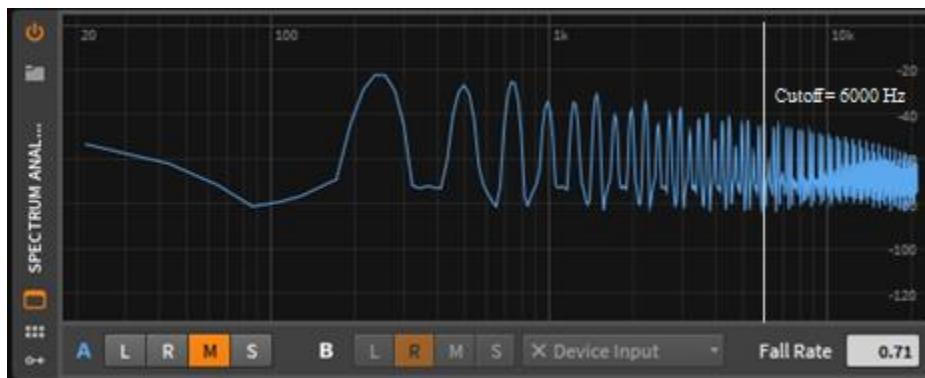 20 100 1k 10k
-20
Cutoff= 6000 Hz
-40
-80
-100
-120
SPECTRUM ANAL...
A L R M S B L R M S × Device Input Fall Rate 0.71